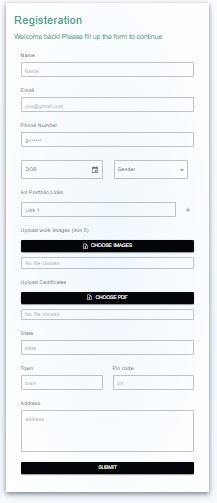 Registeration
Welcome back! Please fill up the form to continue
Name
Name
Email
you@gmail.com
Phone Number
DOB Gender
Art Portfolio Links
Link 1 +
Upload work Images (min 5)
CHOOSE IMAGES
No file chosen
Upload Certificates
CHOOSE PDF
No file chosen
State
state
Town Pin code
town pin
Address
address
SUBMIT